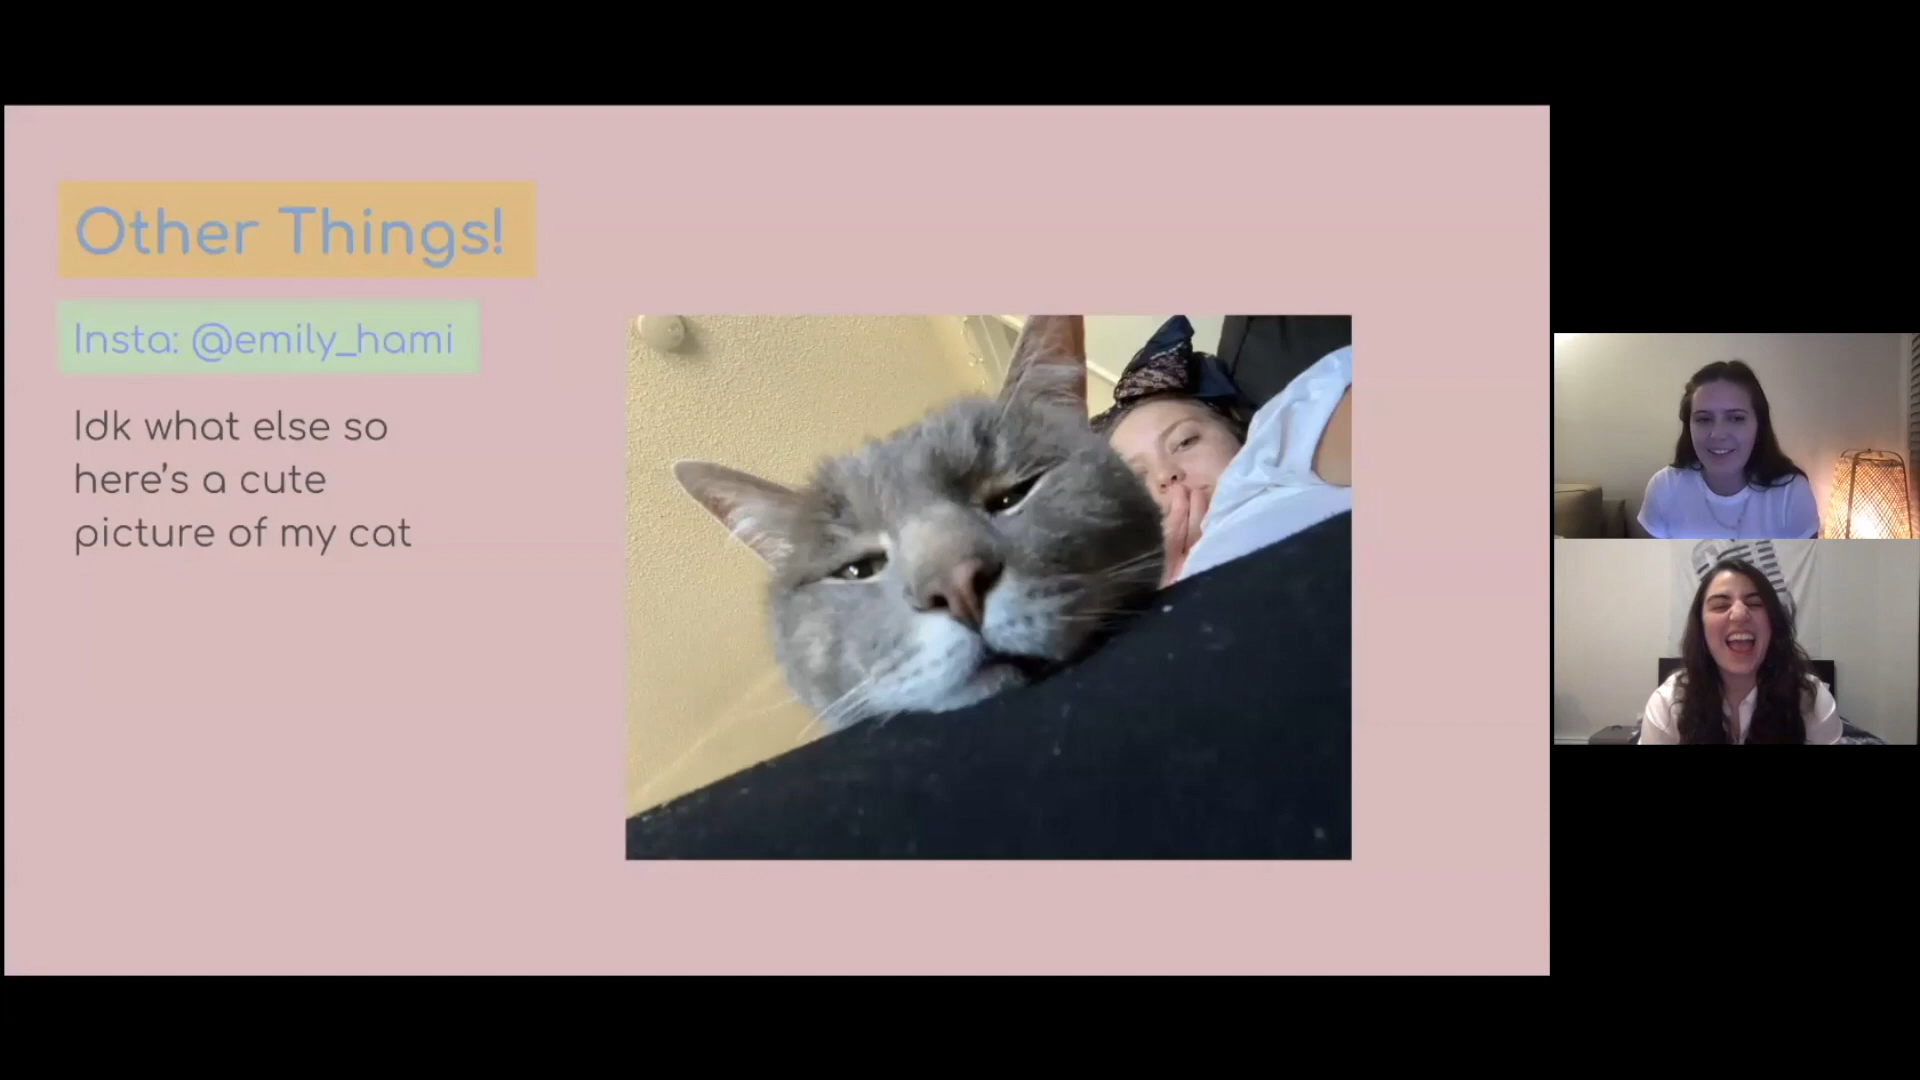 Other Things!
Insta: @emily_hami
Idk what else so
here's a cute
picture of my cat